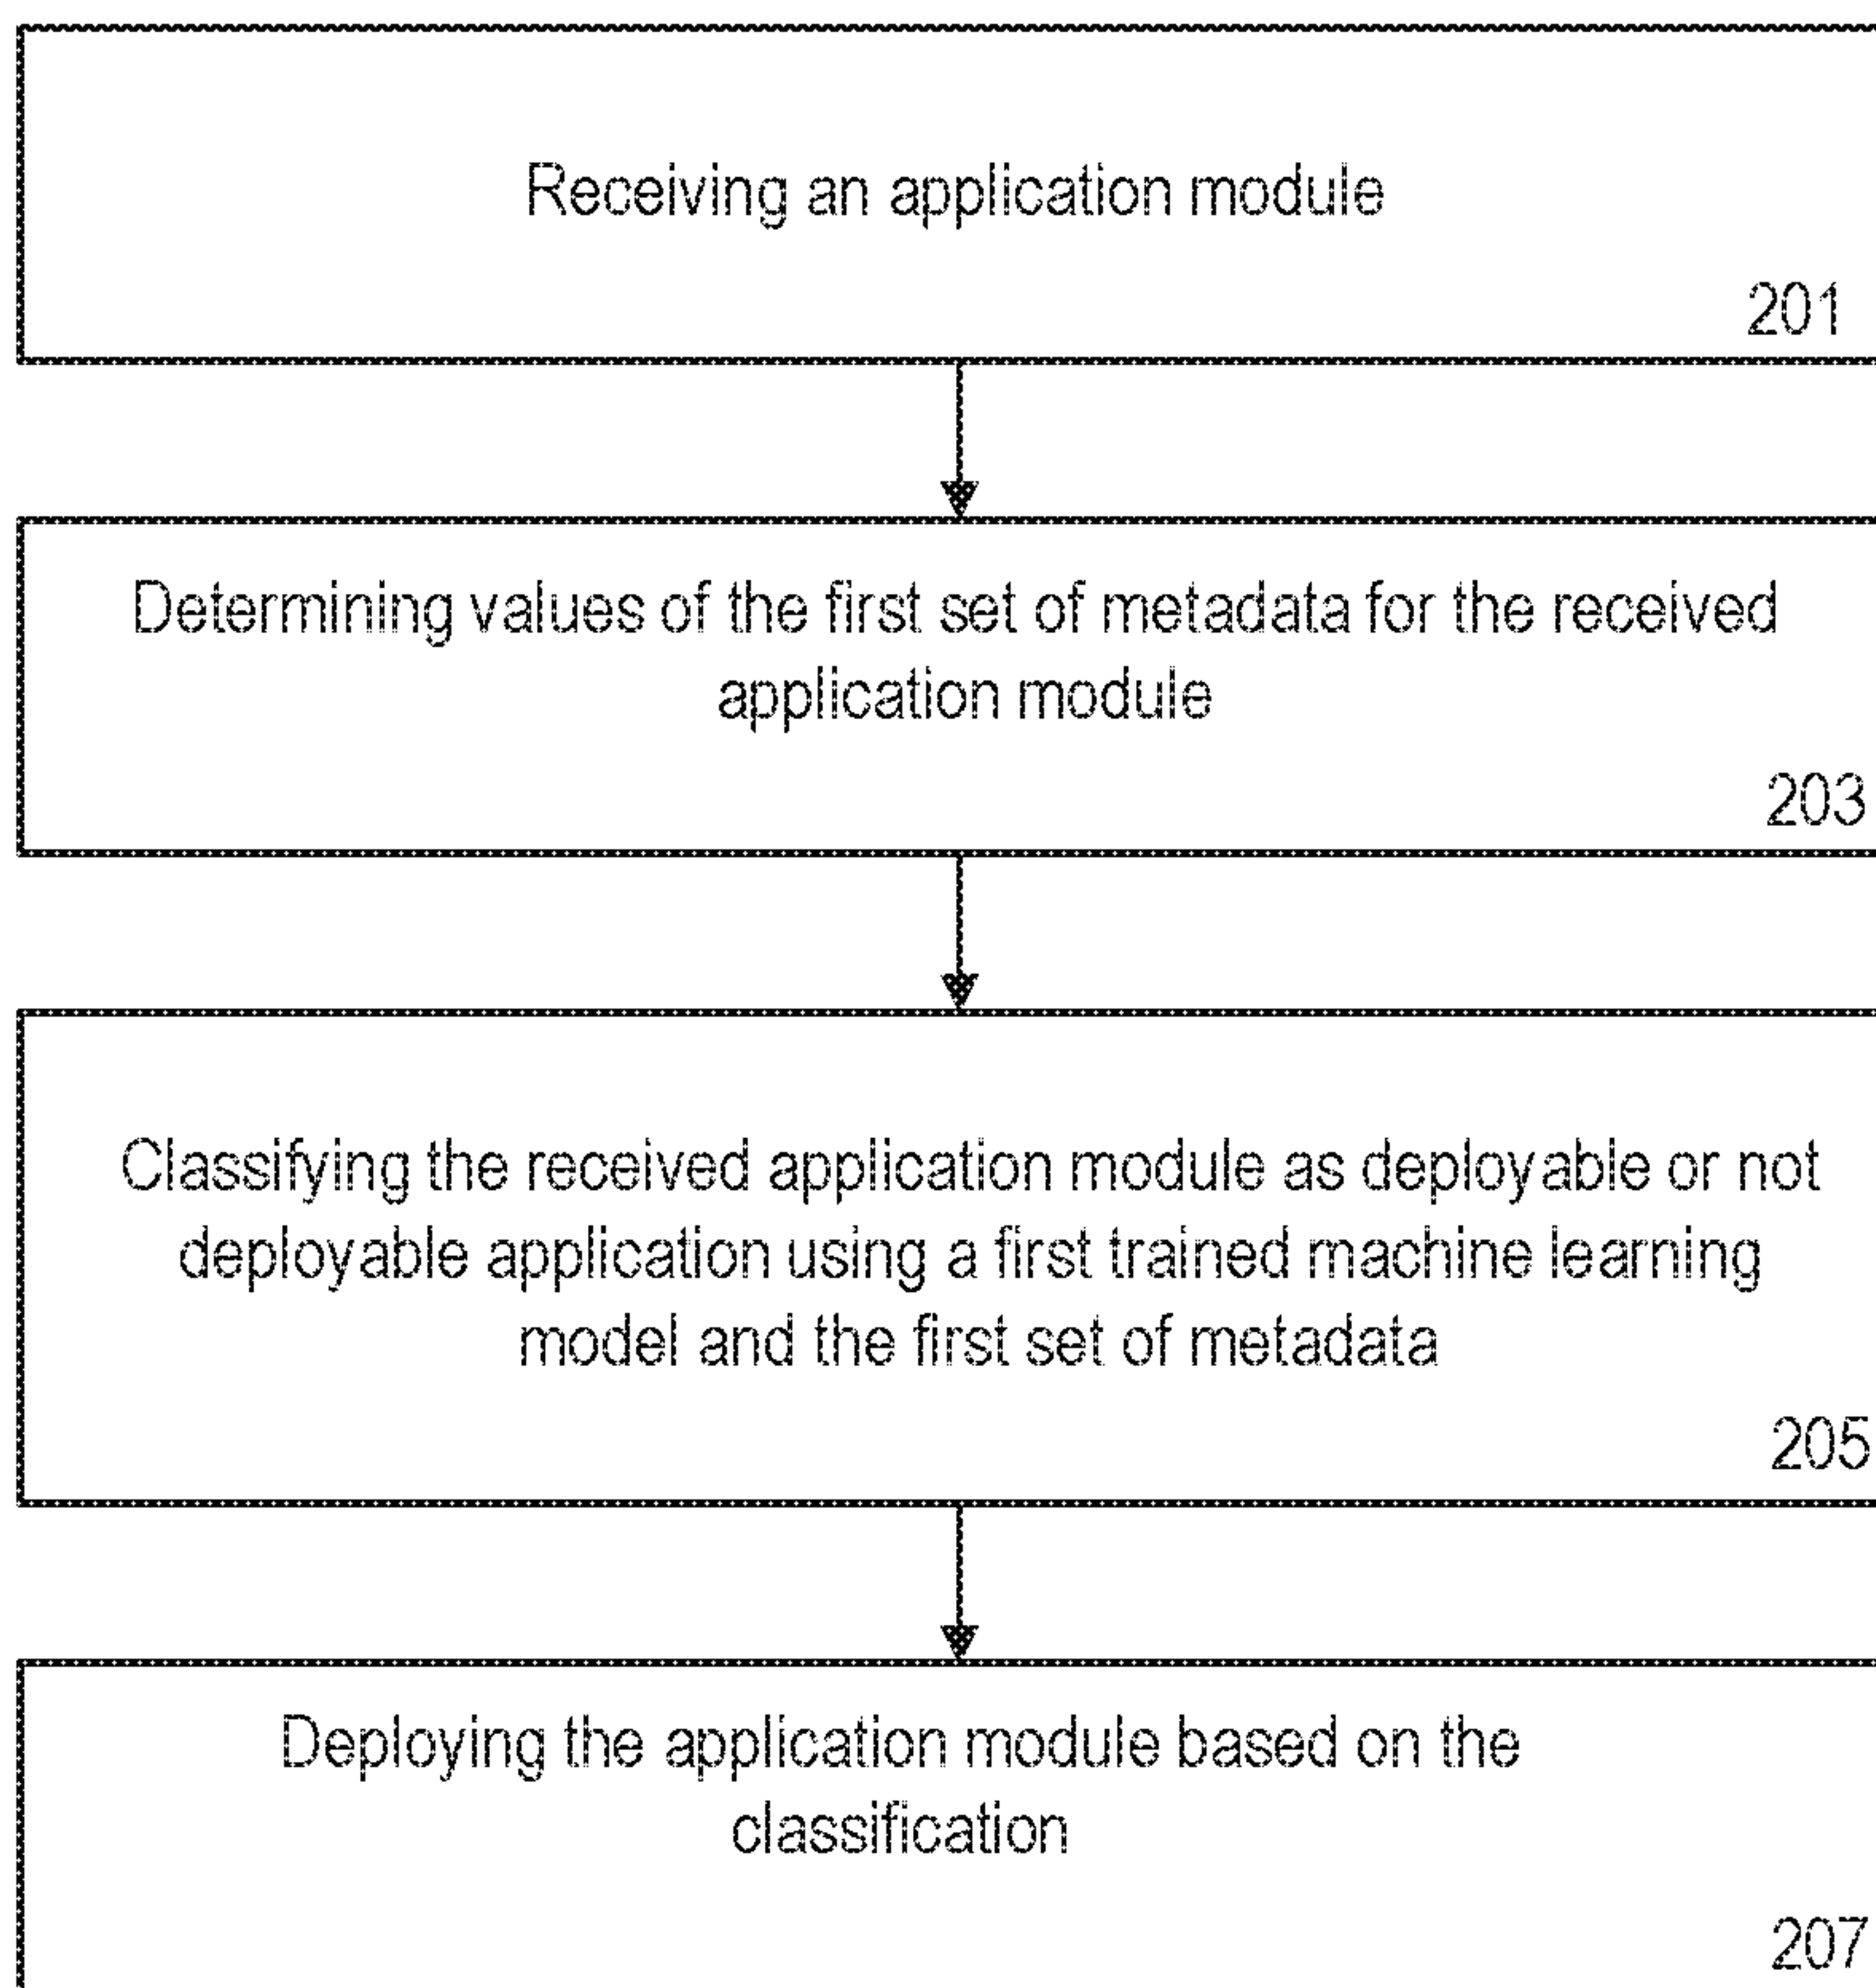 Receiving an application module
201
Determining values of the first set of metadata for the received
application module
203
Classifying the received application module as deployable or not
deployable application using a first trained machine learning
model and the first set of metadata
205
Deploying the application module based on the
classification
207